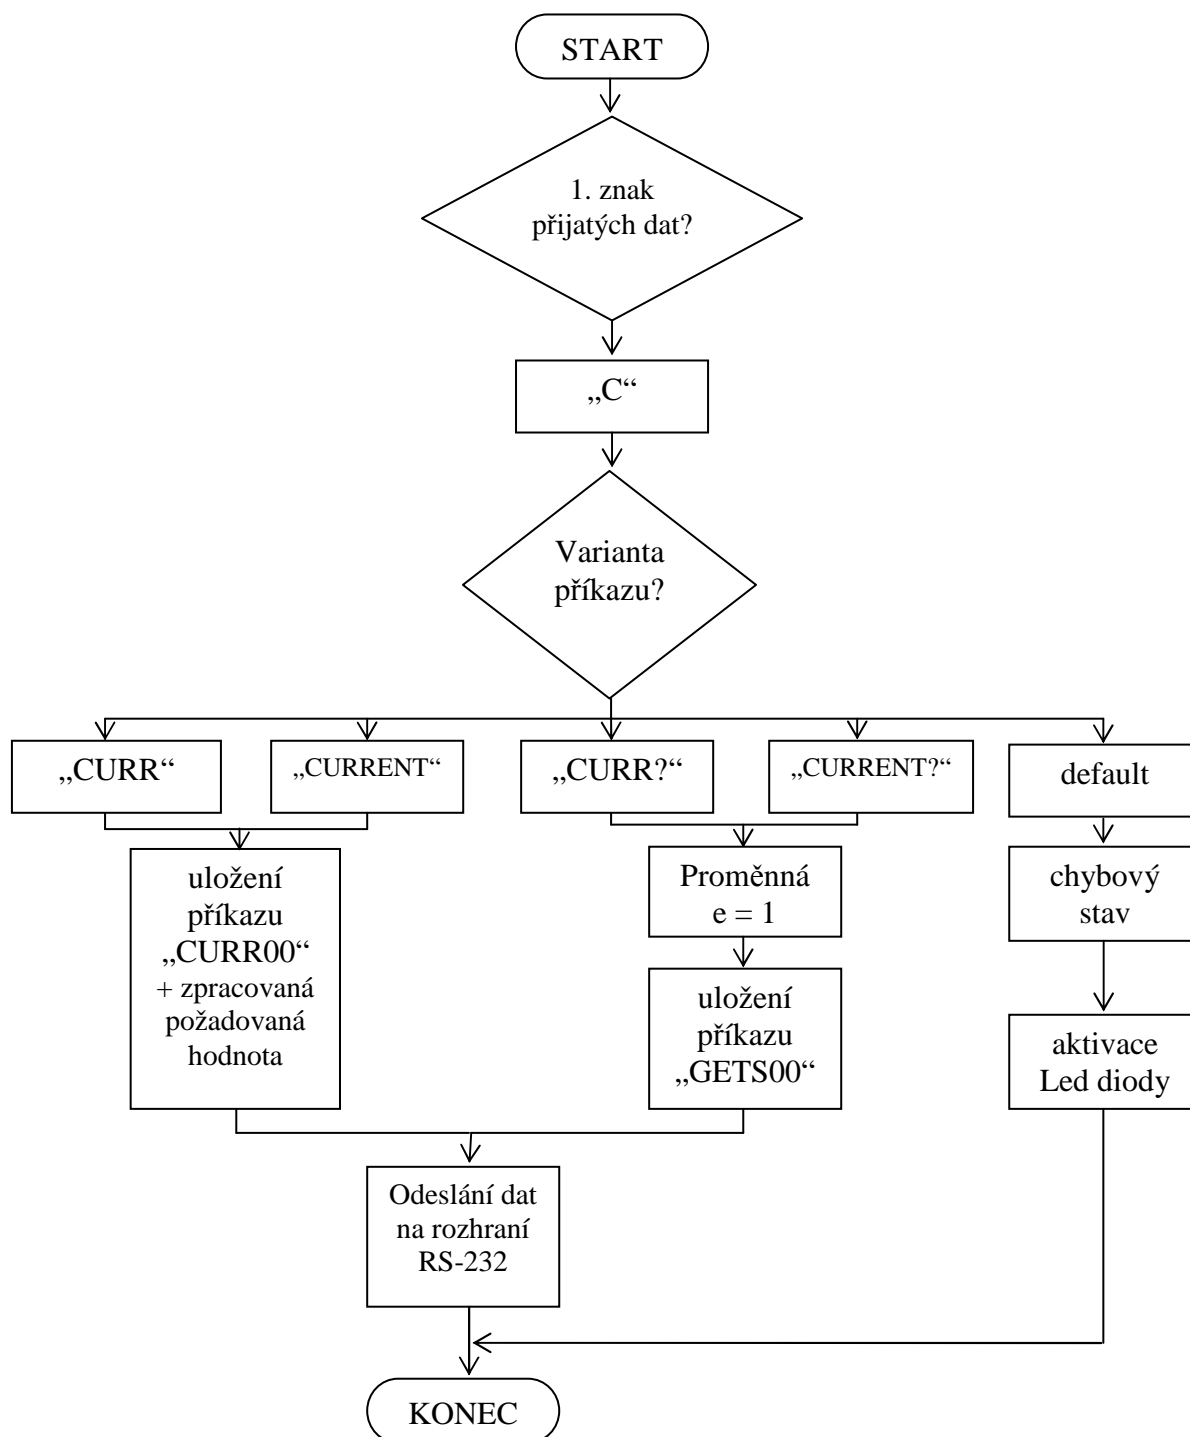 START
1. znak
přijatých dat?
„C“
Varianta
příkazu?
„CURR“
„CURRENT“
„CURR?“
„CURRENT?“
default
uložení
příkazu
„CURR00“
+ zpracovaná
požadovaná
hodnota
Proměnná
e = 1
chybový
stav
uložení
příkazu
„GETS00“
aktivace
Led diody
Odeslání dat
na rozhraní
RS-232
KONEC